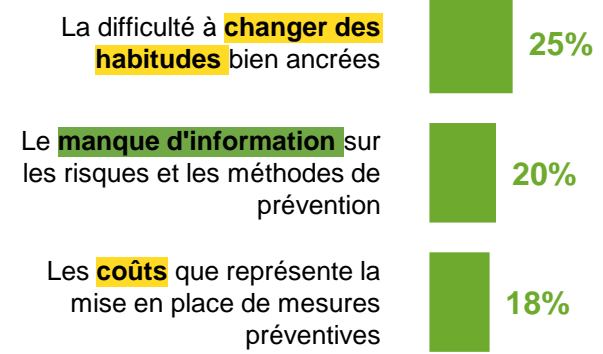 La difficulté à changer des
habitudes bien ancrées
25%
Le manque d'information sur
les risques et les méthodes de
prévention
20%
Les coûts que représente la
mise en place de mesures
préventives
18%